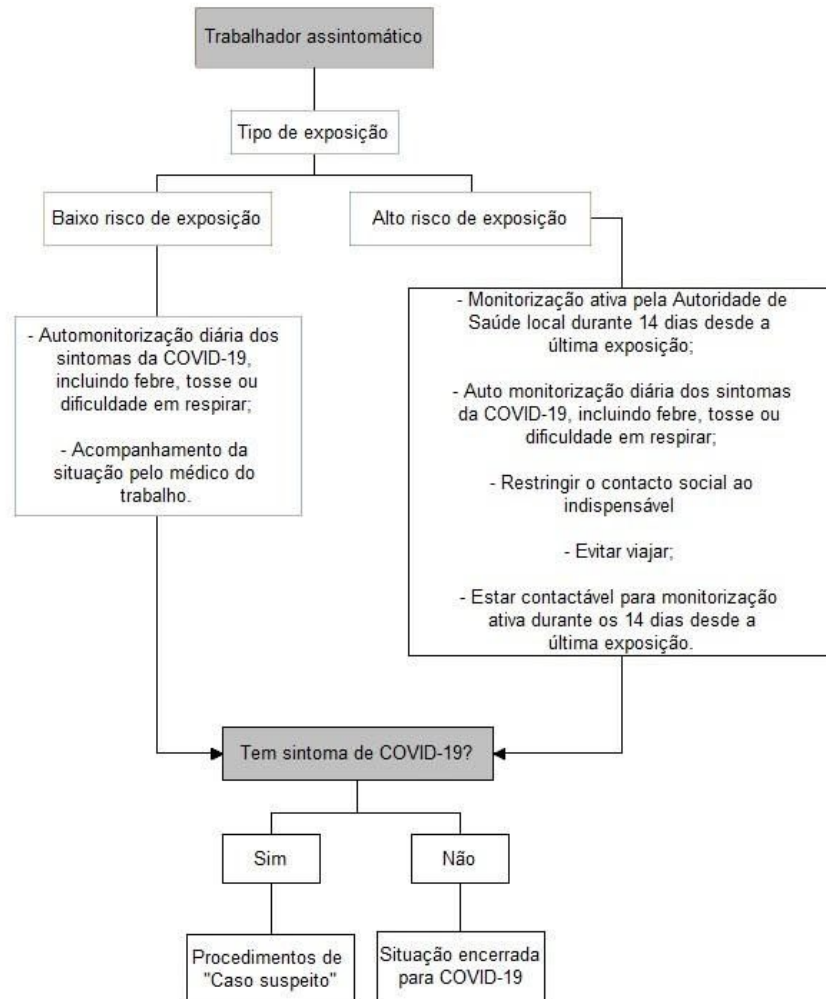 Trabalhador assintomático
Tipo de exposição
Baixo risco de exposição
Alto risco de exposição
- Automonitorização diária dos
sintomas da COVID-19,
incluindo febre, tosse ou
dificuldade em respirar;
- Acompanhamento da
situação pelo médico do
trabalho.
- Monitorização ativa pela Autoridade de
Saúde local durante 14 dias desde a
última exposição;
- Auto monitorização diária dos sintomas
da COVID-19, incluindo febre, tosse ou
dificuldade em respirar;
- Restringir o contacto social ao
indispensável
- Evitar viajar;
- Estar contactável para monitorização
ativa durante os 14 dias desde a
última exposição.
Tem sintoma de COVID-19?
Sim
Não
Procedimentos de
"Caso suspeito"
Situação encerrada
para COVID-19